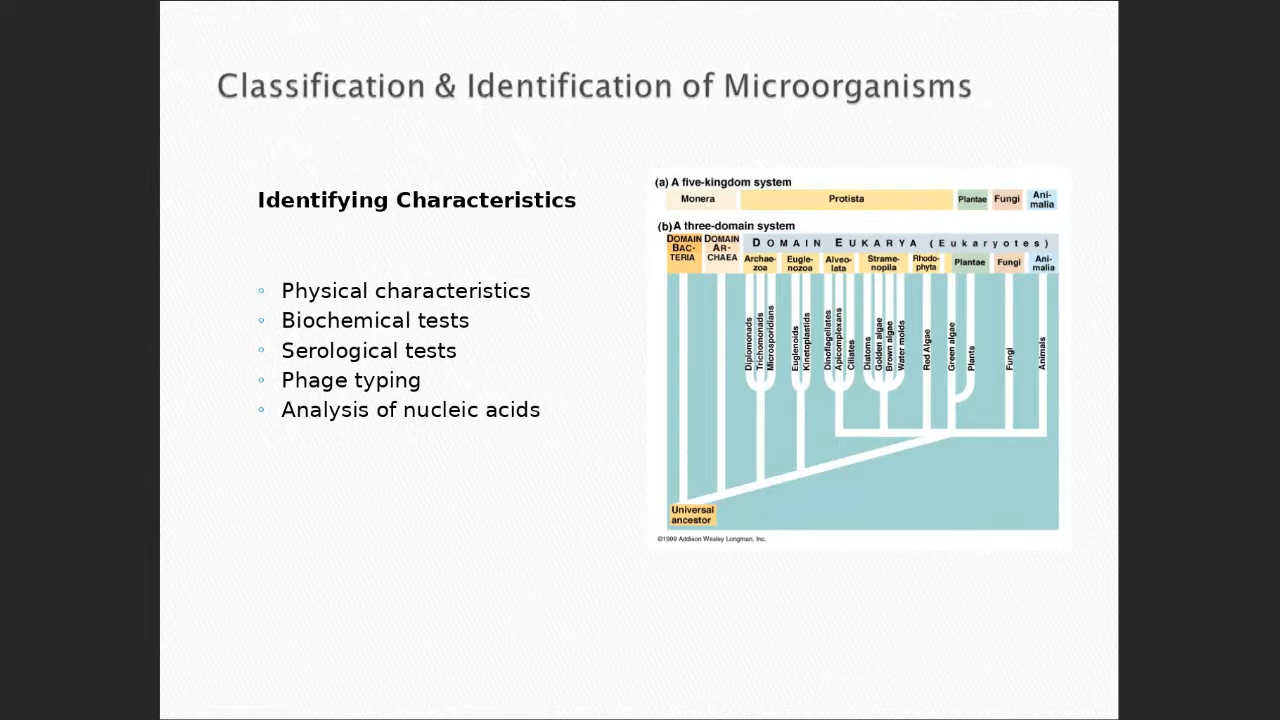 Classification & Identification of Microorganisms
Identifying Characteristics
◦ Physical characteristics
◦ Biochemical tests
◦ Serological tests
◦ Phage typing
◦ Analysis of nucleic acids
(a) A five-kingdom system
Monera
Protista
Plantae
Fungi
Ani-
malia
(b) A three-domain system
DOMAIN
BAC-
TERIA
DOMAIN
AR-
CHAEA
DOMAIN EUKARYA (Eukaryotes)
Archae-
zoa
Eugle-
nozoa
Alveo-
lata
Strame-
nopila
Rhodo-
phyta
Plantae
Fungi
Ani-
malia
Diplomonads
Trichomonads
Microsporidians
Euglenoids
Kinetoplastids
Dinoflagellates
Apicomplexans
Ciliates
Diatoms
Golden algae
Brown algae
Water molds
Red Algae
Green algae
Plants
Fungi
Animals
Universal
ancestor
©1999 Addison Wesley Longman, Inc.